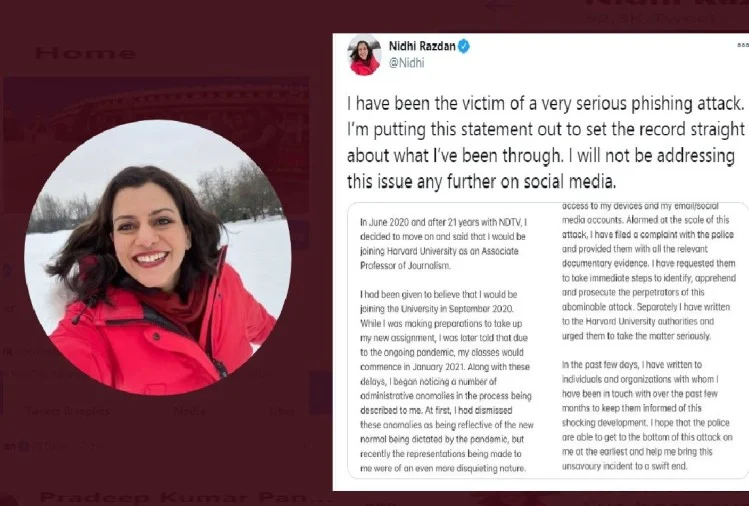 Home
Nidhi Razdan
@Nidhi
I have been the victim of a very serious phishing attack.
I'm putting this statement out to set the record straight
about what I've been through. I will not be addressing
this issue any further on social media.
In June 2020 and after 21 years with NDTV, I
decided to move on and said that I would be
joining Harvard University as an Associate
Professor of Journalism.
I had been given to believe that I would be
joining the University in September 2020.
While I was making preparations to take up
my new assignment, I was later told that due
to the ongoing pandemic, my classes would
commence in January 2021. Along with these
delays, I began noticing a number of
administrative anomalies in the process being
described to me. At first, I had dismissed
these anomalies as being reflective of the new
normal being dictated by the pandemic, but
recently the representations being made to
me were of an even more disquieting nature.
access to my devices and my email/social
media accounts. Alarmed at the scale of this
attack, I have filed a complaint with the police
and provided them with all the relevant
documentary evidence. I have requested them
to take immediate steps to identify, apprehend
and prosecute the perpetrators of this
abominable attack. Separately I have written
to the Harvard University authorities and
urged them to take the matter seriously.
In the past few days, I have written to
individuals and organizations with whom I
have been in touch with over the past few
months to keep them informed of this
shocking development. I hope that the police
are able to get to the bottom of this attack on
me at the earliest and help me bring this
unsavoury incident to a swift end.
Pradeep Kumar Pan...